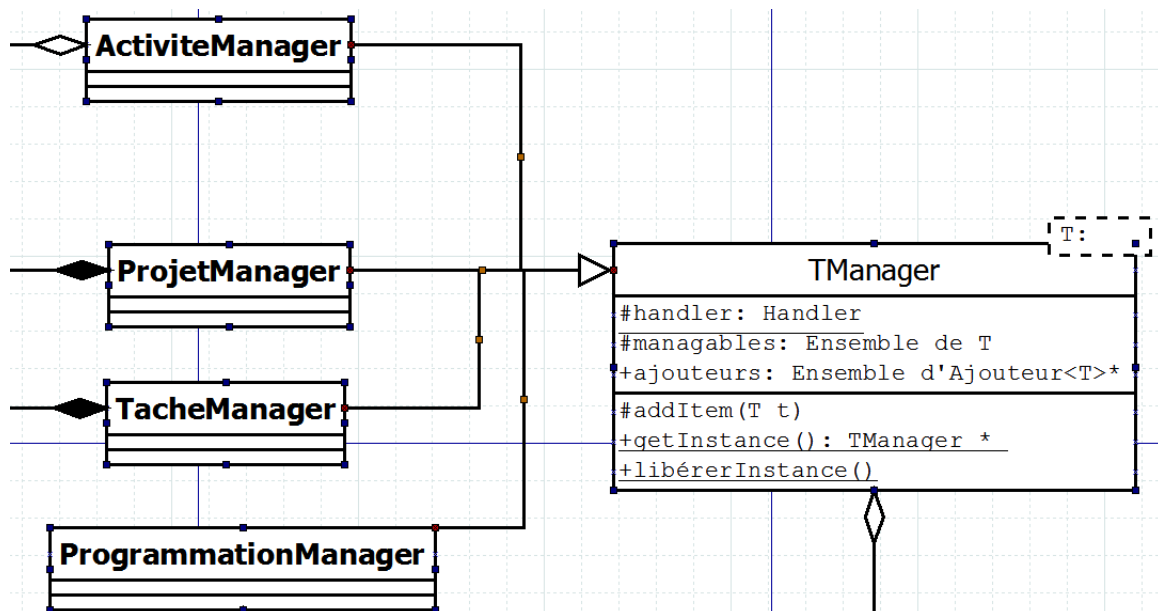 ActiviteManager
ProjetManager
TacheManager
ProgrammationManager
T:
TManager
#handler: Handler
#managables: Ensemble de T
+ajouteurs: Ensemble d'Ajouteur<T>*
#addItem(T t)
+getInstance(): TManager *
+libérerInstance()